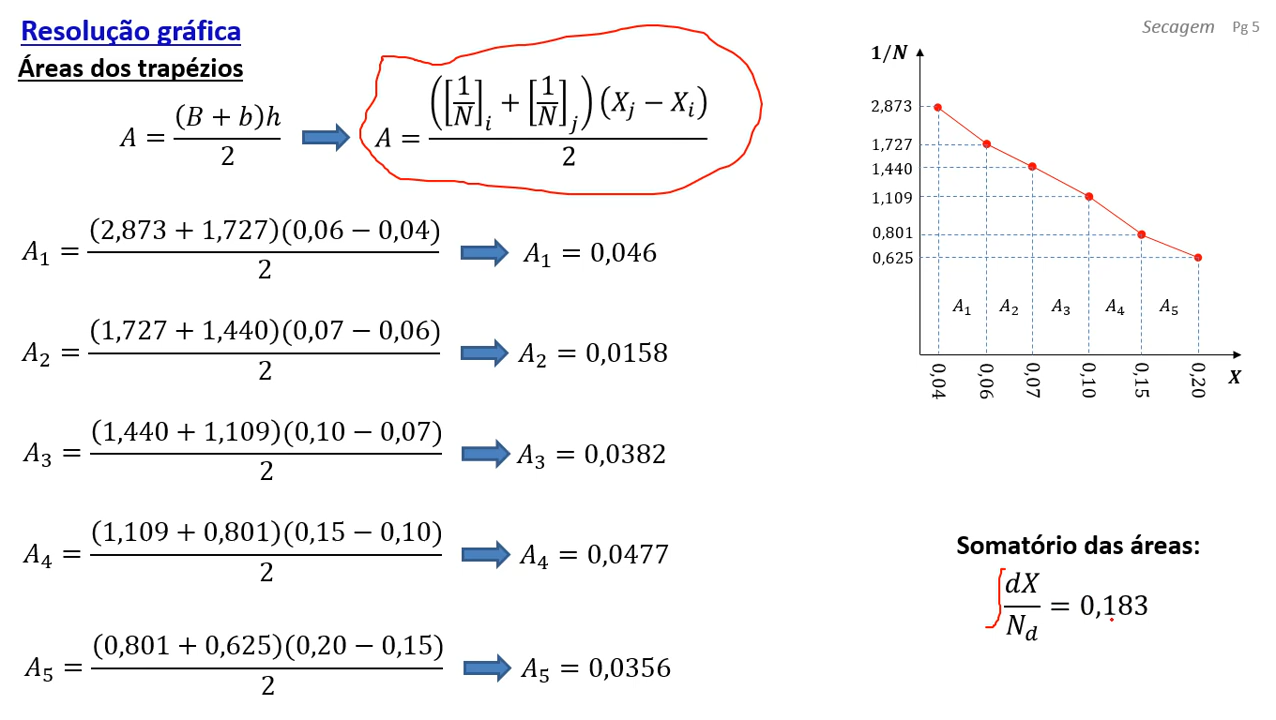 Resolução gráfica
Secagem Pg 5
Áreas dos trapézios
A = (B + b)h / 2
A = ([1/N]i + [1/N]j)(Xj − Xi) / 2
A1 = (2,873 + 1,727)(0,06 − 0,04) / 2
A1 = 0,046
A2 = (1,727 + 1,440)(0,07 − 0,06) / 2
A2 = 0,0158
A3 = (1,440 + 1,109)(0,10 − 0,07) / 2
A3 = 0,0382
A4 = (1,109 + 0,801)(0,15 − 0,10) / 2
A4 = 0,0477
A5 = (0,801 + 0,625)(0,20 − 0,15) / 2
A5 = 0,0356
1/N
2,873
1,727
1,440
1,109
0,801
0,625
A1 A2 A3 A4 A5
0,04 0,06 0,07 0,10 0,15 0,20 X
Somatório das áreas:
∫ dX / Nd = 0,183